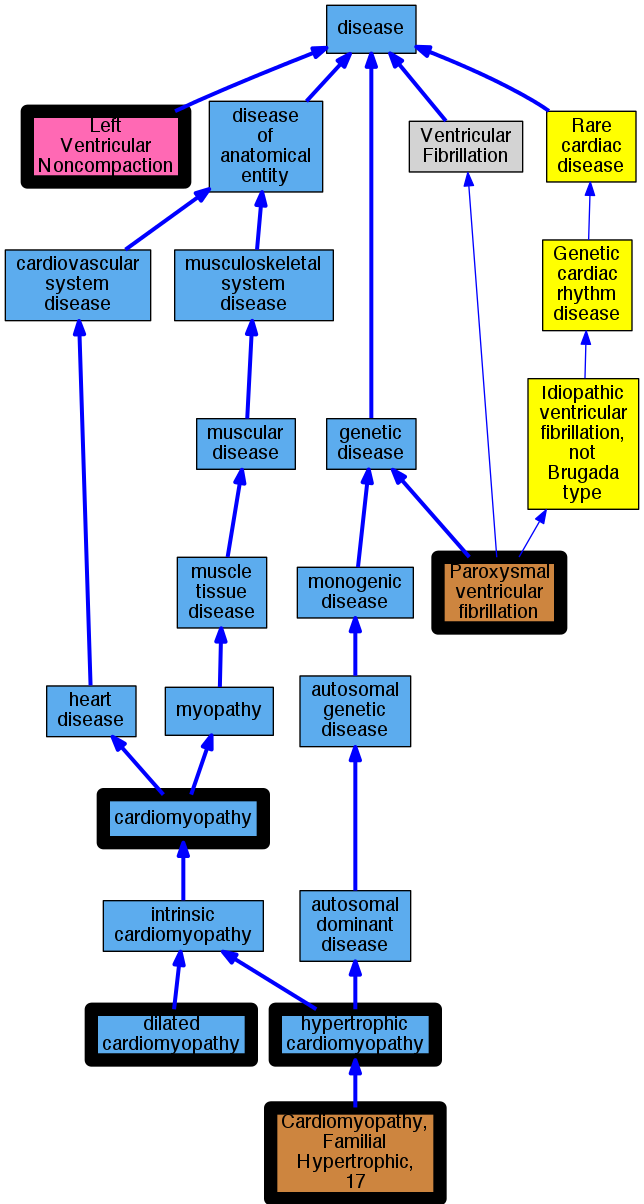 disease
Left
Ventricular
Noncompaction
disease
of
anatomical
entity
Ventricular
Fibrillation
Rare
cardiac
disease
cardiovascular
system
disease
musculoskeletal
system
disease
Genetic
cardiac
rhythm
disease
muscular
disease
genetic
disease
Idiopathic
ventricular
fibrillation,
not
Brugada
type
muscle
tissue
disease
monogenic
disease
Paroxysmal
ventricular
fibrillation
heart
disease
myopathy
autosomal
genetic
disease
cardiomyopathy
intrinsic
cardiomyopathy
autosomal
dominant
disease
dilated
cardiomyopathy
hypertrophic
cardiomyopathy
Cardiomyopathy,
Familial
Hypertrophic,
17